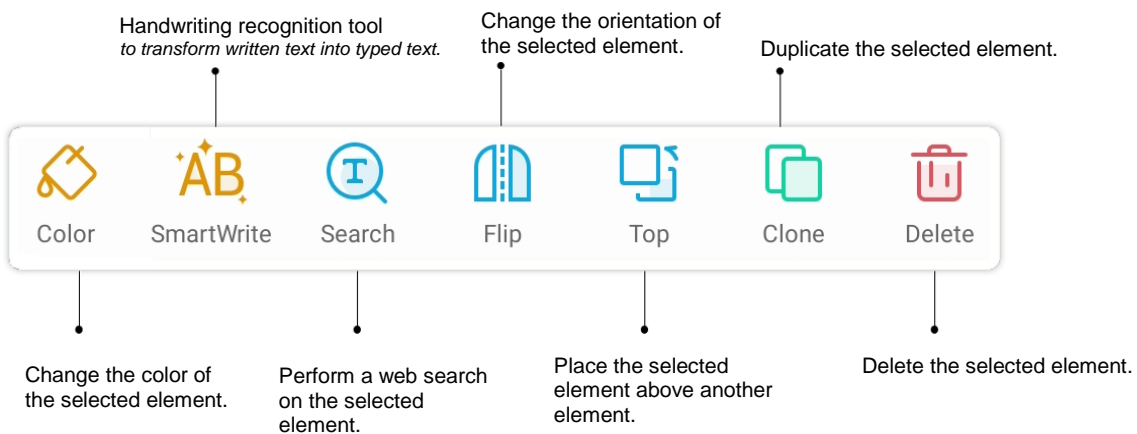 Handwriting recognition tool
to transform written text into typed text.
Change the orientation of
the selected element.
Duplicate the selected element.
AB
T
Color
SmartWrite
Search
Flip
Top
Clone
Delete
Change the color of
the selected element.
Perform a web search
on the selected
element.
Place the selected
element above another
element.
Delete the selected element.